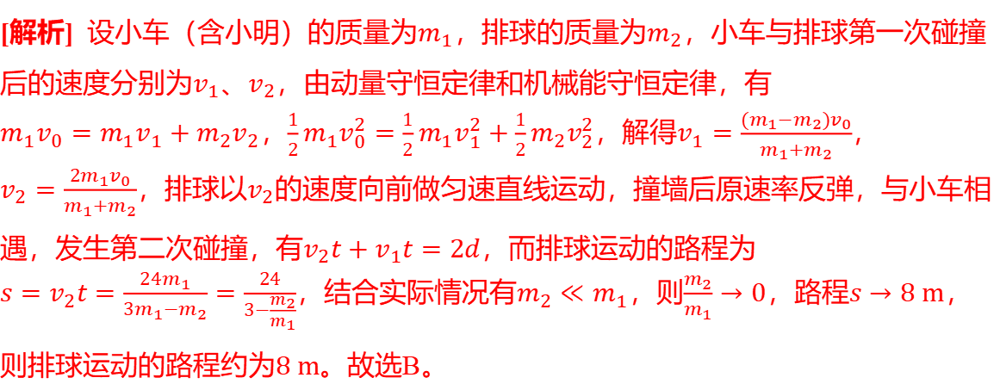 [解析] 设小车（含小明）的质量为$m_1$，排球的质量为$m_2$，小车与排球第一次碰撞
后的速度分别为$v_1$、$v_2$，由动量守恒定律和机械能守恒定律，有
$m_1v_0=m_1v_1+m_2v_2$，$\frac{1}{2}m_1v_0^2=\frac{1}{2}m_1v_1^2+\frac{1}{2}m_2v_2^2$，解得$v_1=\frac{(m_1-m_2)v_0}{m_1+m_2}$，
$v_2=\frac{2m_1v_0}{m_1+m_2}$，排球以$v_2$的速度向前做匀速直线运动，撞墙后原速率反弹，与小车相
遇，发生第二次碰撞，有$v_2t+v_1t=2d$，而排球运动的路程为
$s=v_2t=\frac{24m_1}{3m_1-m_2}=\frac{24}{3-\frac{m_2}{m_1}}$，结合实际情况有$m_2\ll m_1$，则$\frac{m_2}{m_1}\to 0$，路程$s\to 8$ m，
则排球运动的路程约为8 m。故选B。